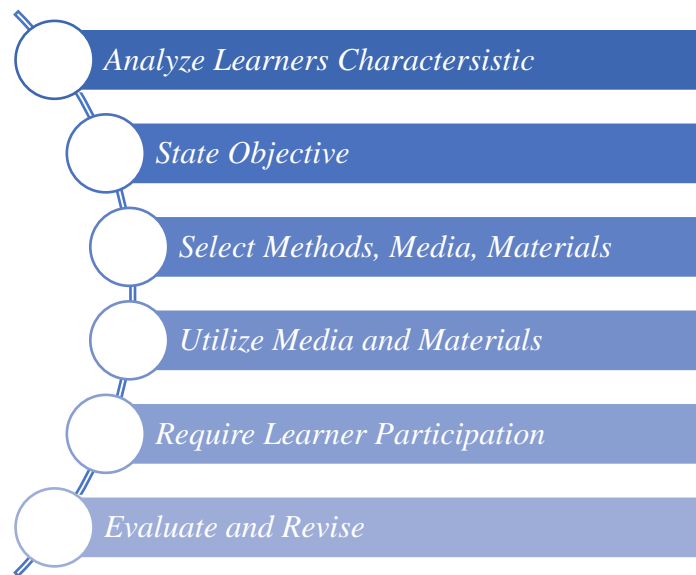 Analyze Learners Charactersistic
State Objective
Select Methods, Media, Materials
Utilize Media and Materials
Require Learner Participation
Evaluate and Revise